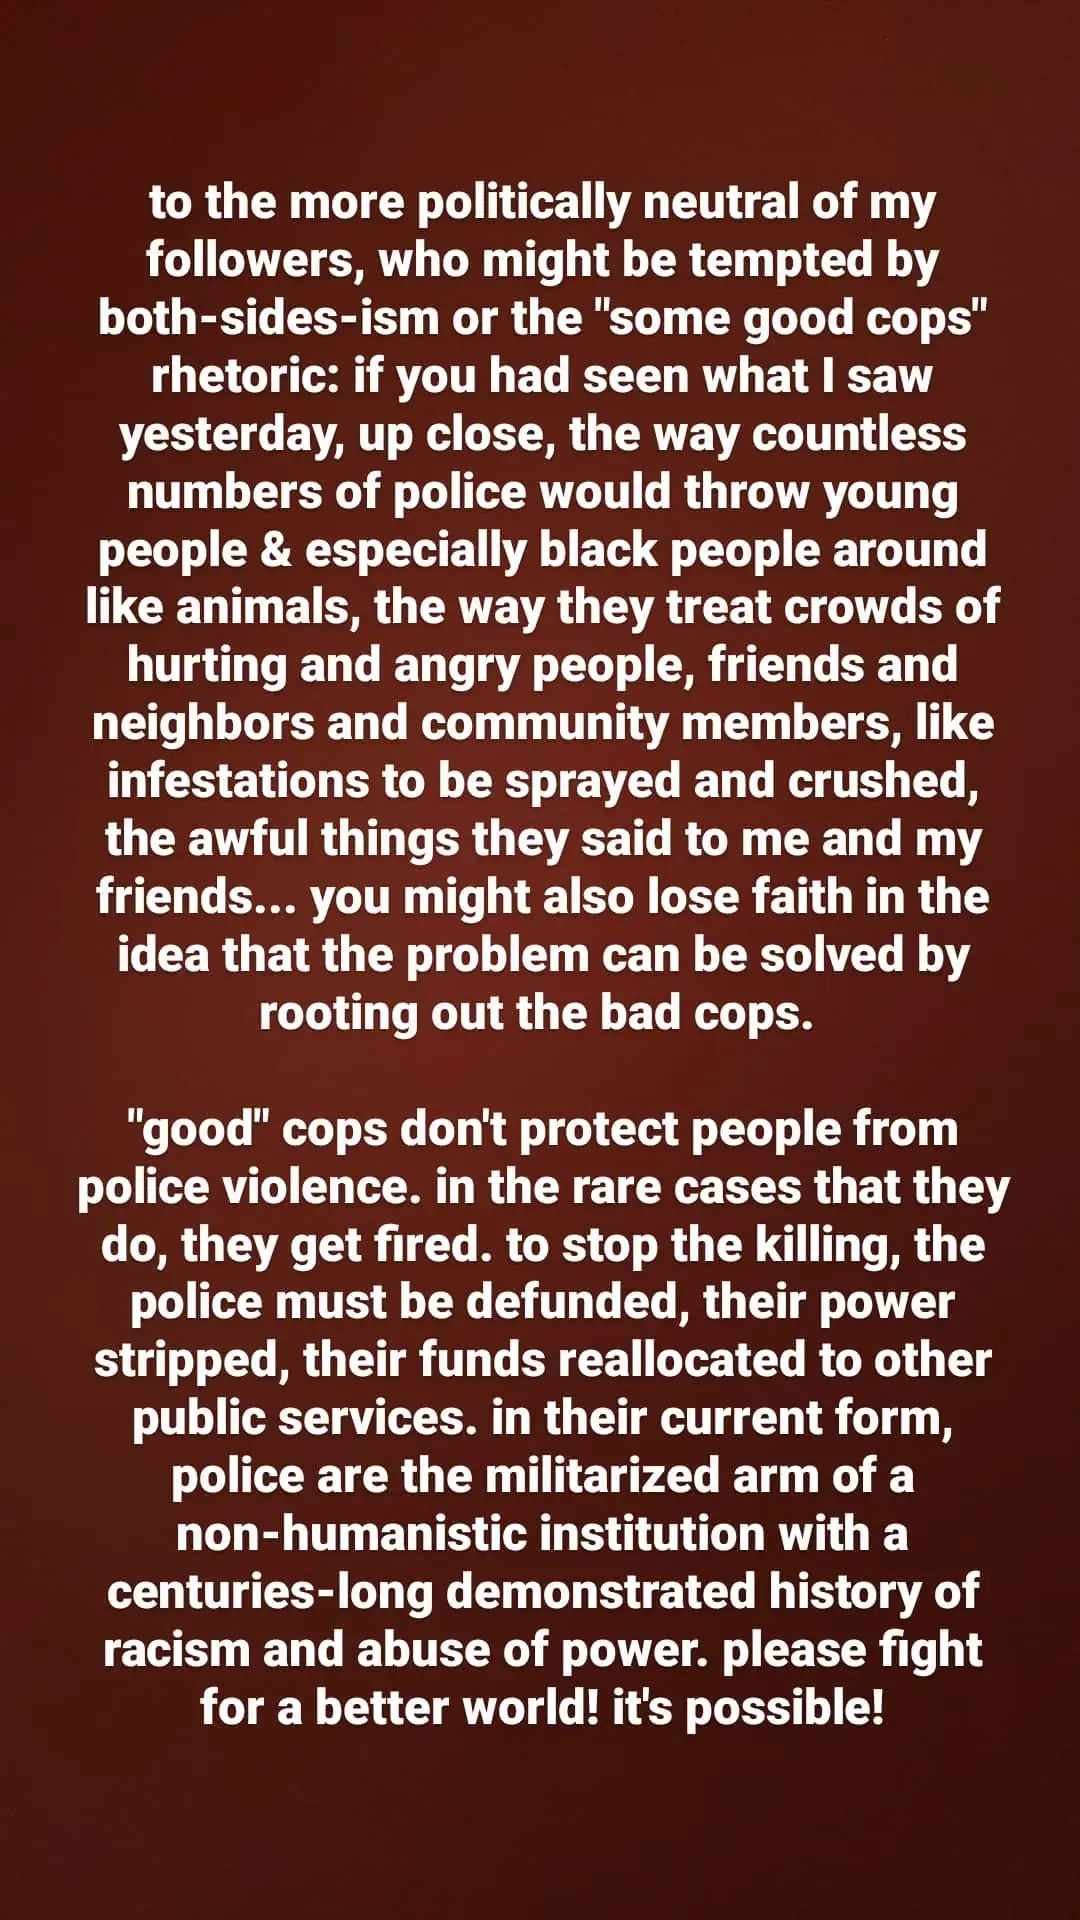 to the more politically neutral of my
followers, who might be tempted by
both-sides-ism or the "some good cops"
rhetoric: if you had seen what I saw
yesterday, up close, the way countless
numbers of police would throw young
people & especially black people around
like animals, the way they treat crowds of
hurting and angry people, friends and
neighbors and community members, like
infestations to be sprayed and crushed,
the awful things they said to me and my
friends... you might also lose faith in the
idea that the problem can be solved by
rooting out the bad cops.
"good" cops don't protect people from
police violence. in the rare cases that they
do, they get fired. to stop the killing, the
police must be defunded, their power
stripped, their funds reallocated to other
public services. in their current form,
police are the militarized arm of a
non-humanistic institution with a
centuries-long demonstrated history of
racism and abuse of power. please fight
for a better world! it's possible!